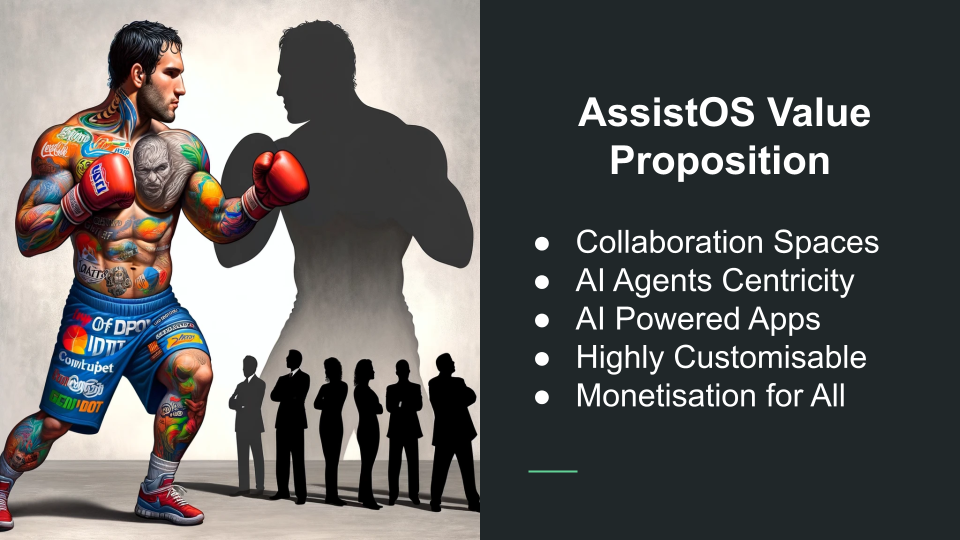 AssistOS Value
Proposition
● Collaboration Spaces
● AI Agents Centricity
● AI Powered Apps
● Highly Customisable
● Monetisation for All